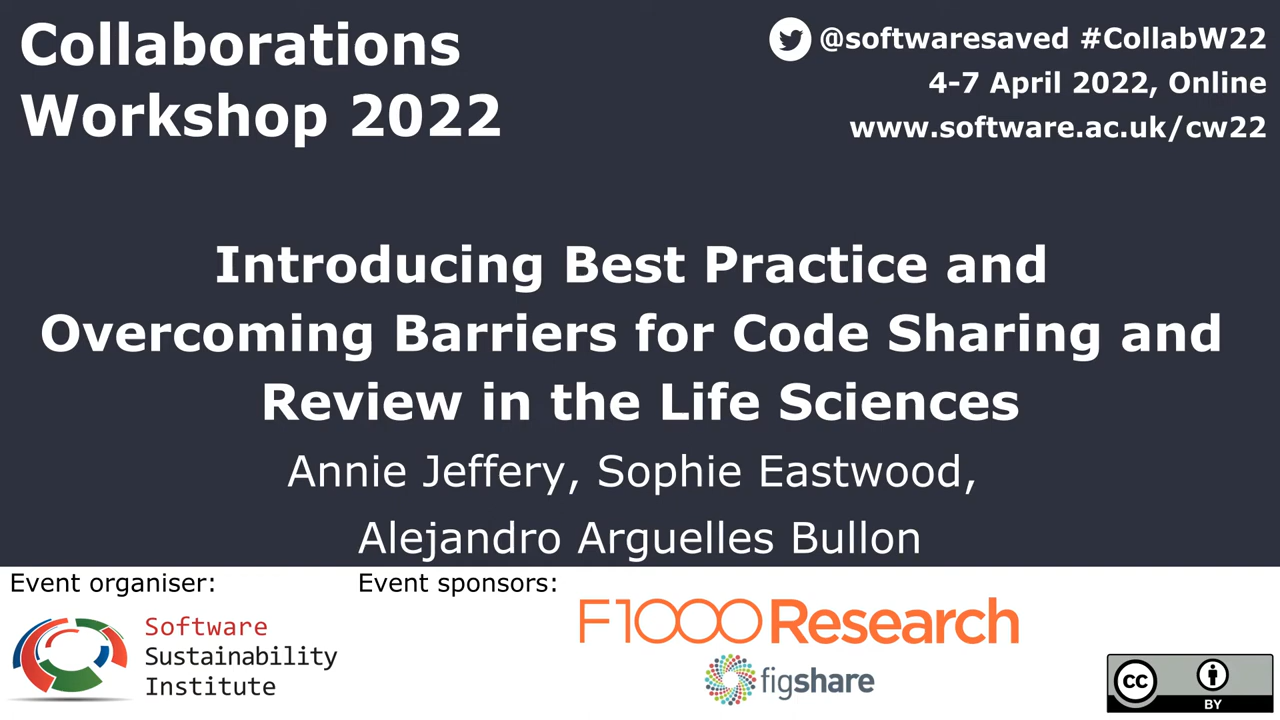 Collaborations
Workshop 2022
@softwaresaved #CollabW22
4-7 April 2022, Online
www.software.ac.uk/cw22
Introducing Best Practice and
Overcoming Barriers for Code Sharing and
Review in the Life Sciences
Annie Jeffery, Sophie Eastwood,
Alejandro Arguelles Bullon
Event organiser:
Event sponsors:
Software
Sustainability
Institute
F1000Research
figshare
cc
BY